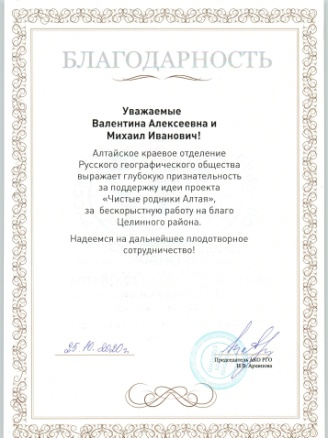 БЛАГОДАРНОСТЬ
Уважаемые
Валентина Алексеевна и
Михаил Иванович!
Алтайское краевое отделение
Русского географического общества
выражает глубокую признательность
за поддержку идеи проекта
«Чистые родники Алтая»,
за бескорыстную работу на благо
Целинного района.
Надеемся на дальнейшее плодотворное
сотрудничество!
25.10.2020г.
Председатель АКО РГО